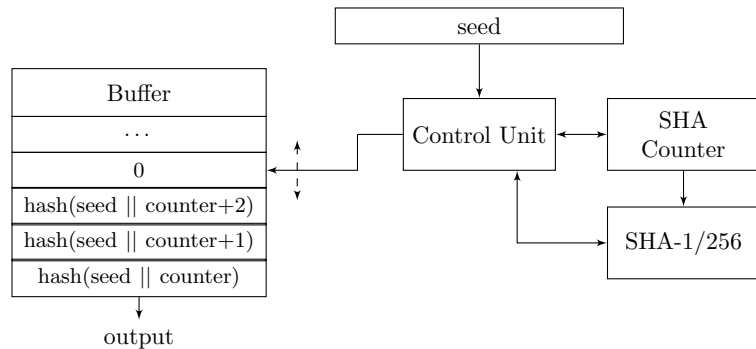 seed
Buffer
· · ·
0
hash(seed || counter+2)
hash(seed || counter+1)
hash(seed || counter)
output
Control Unit
SHA
Counter
SHA-1/256